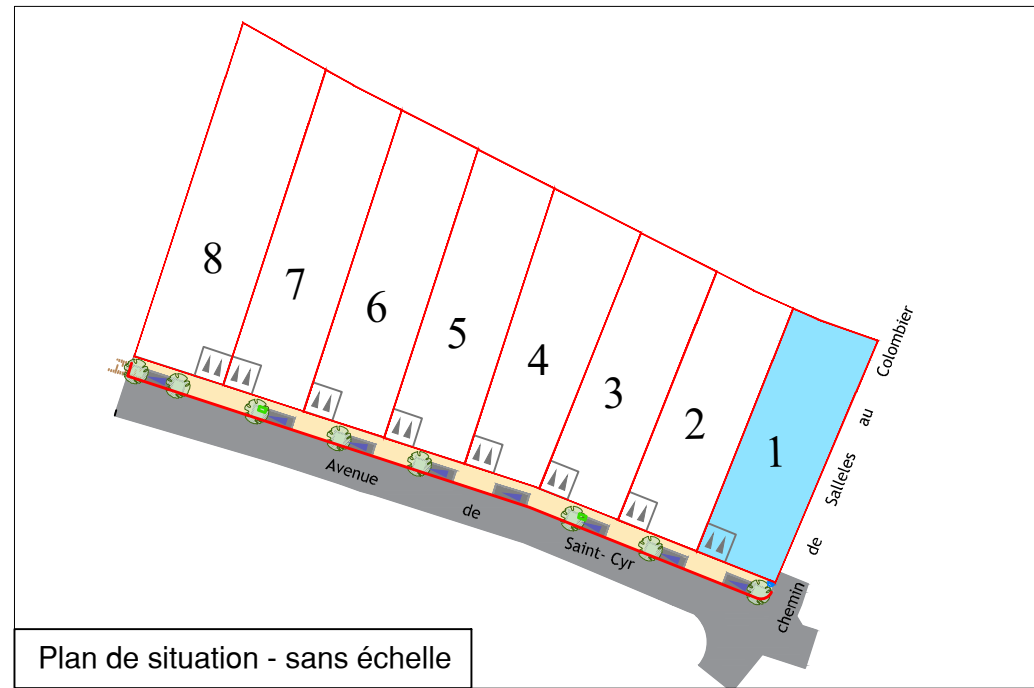 8
7
6
5
4
3
2
1
Avenue de Saint- Cyr
chemin de Salleles au Colombier
Plan de situation - sans échelle